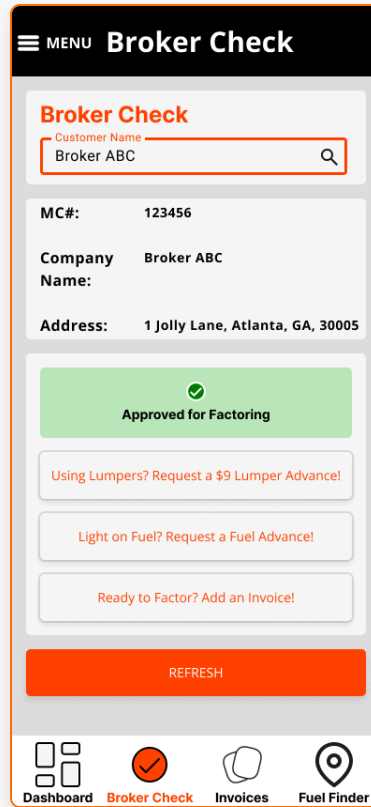 MENU Broker Check
Broker Check
Customer Name
Broker ABC
MC#: 123456
Company Name: Broker ABC
Address: 1 Jolly Lane, Atlanta, GA, 30005
Approved for Factoring
Using Lumpers? Request a $9 Lumper Advance!
Light on Fuel? Request a Fuel Advance!
Ready to Factor? Add an Invoice!
REFRESH
Dashboard Broker Check Invoices Fuel Finder